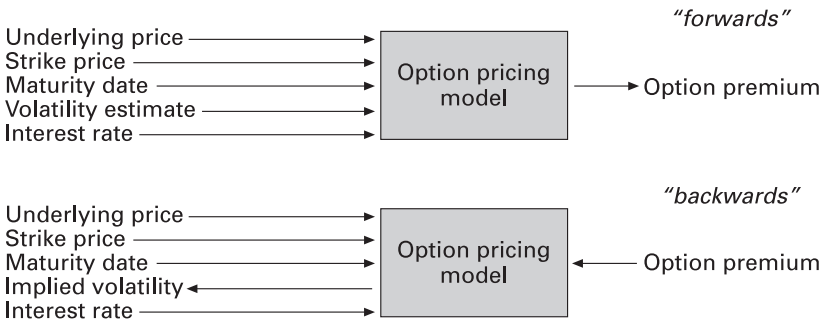 “forwards”
Underlying price
Strike price
Maturity date
Volatility estimate
Interest rate
Option pricing
model
Option premium
“backwards”
Underlying price
Strike price
Maturity date
Implied volatility
Interest rate
Option pricing
model
Option premium